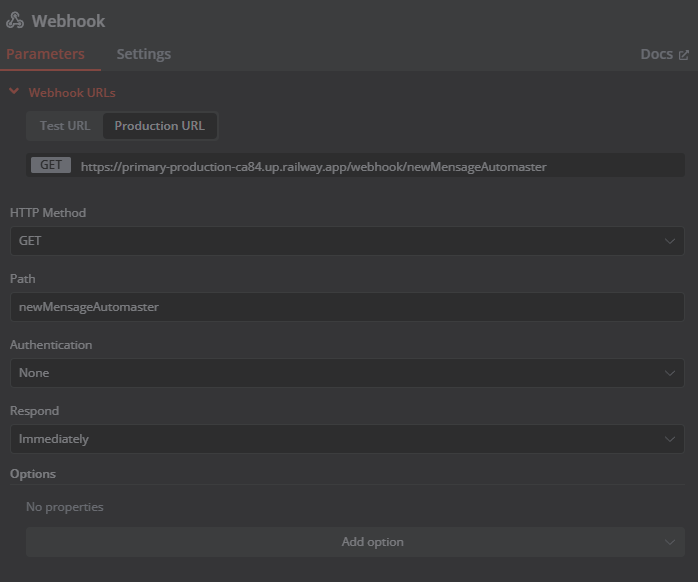 Webhook
Parameters Settings Docs
Webhook URLs
Test URL Production URL
GET https://primary-production-ca84.up.railway.app/webhook/newMensageAutomaster
HTTP Method
GET
Path
newMensageAutomaster
Authentication
None
Respond
Immediately
Options
No properties
Add option